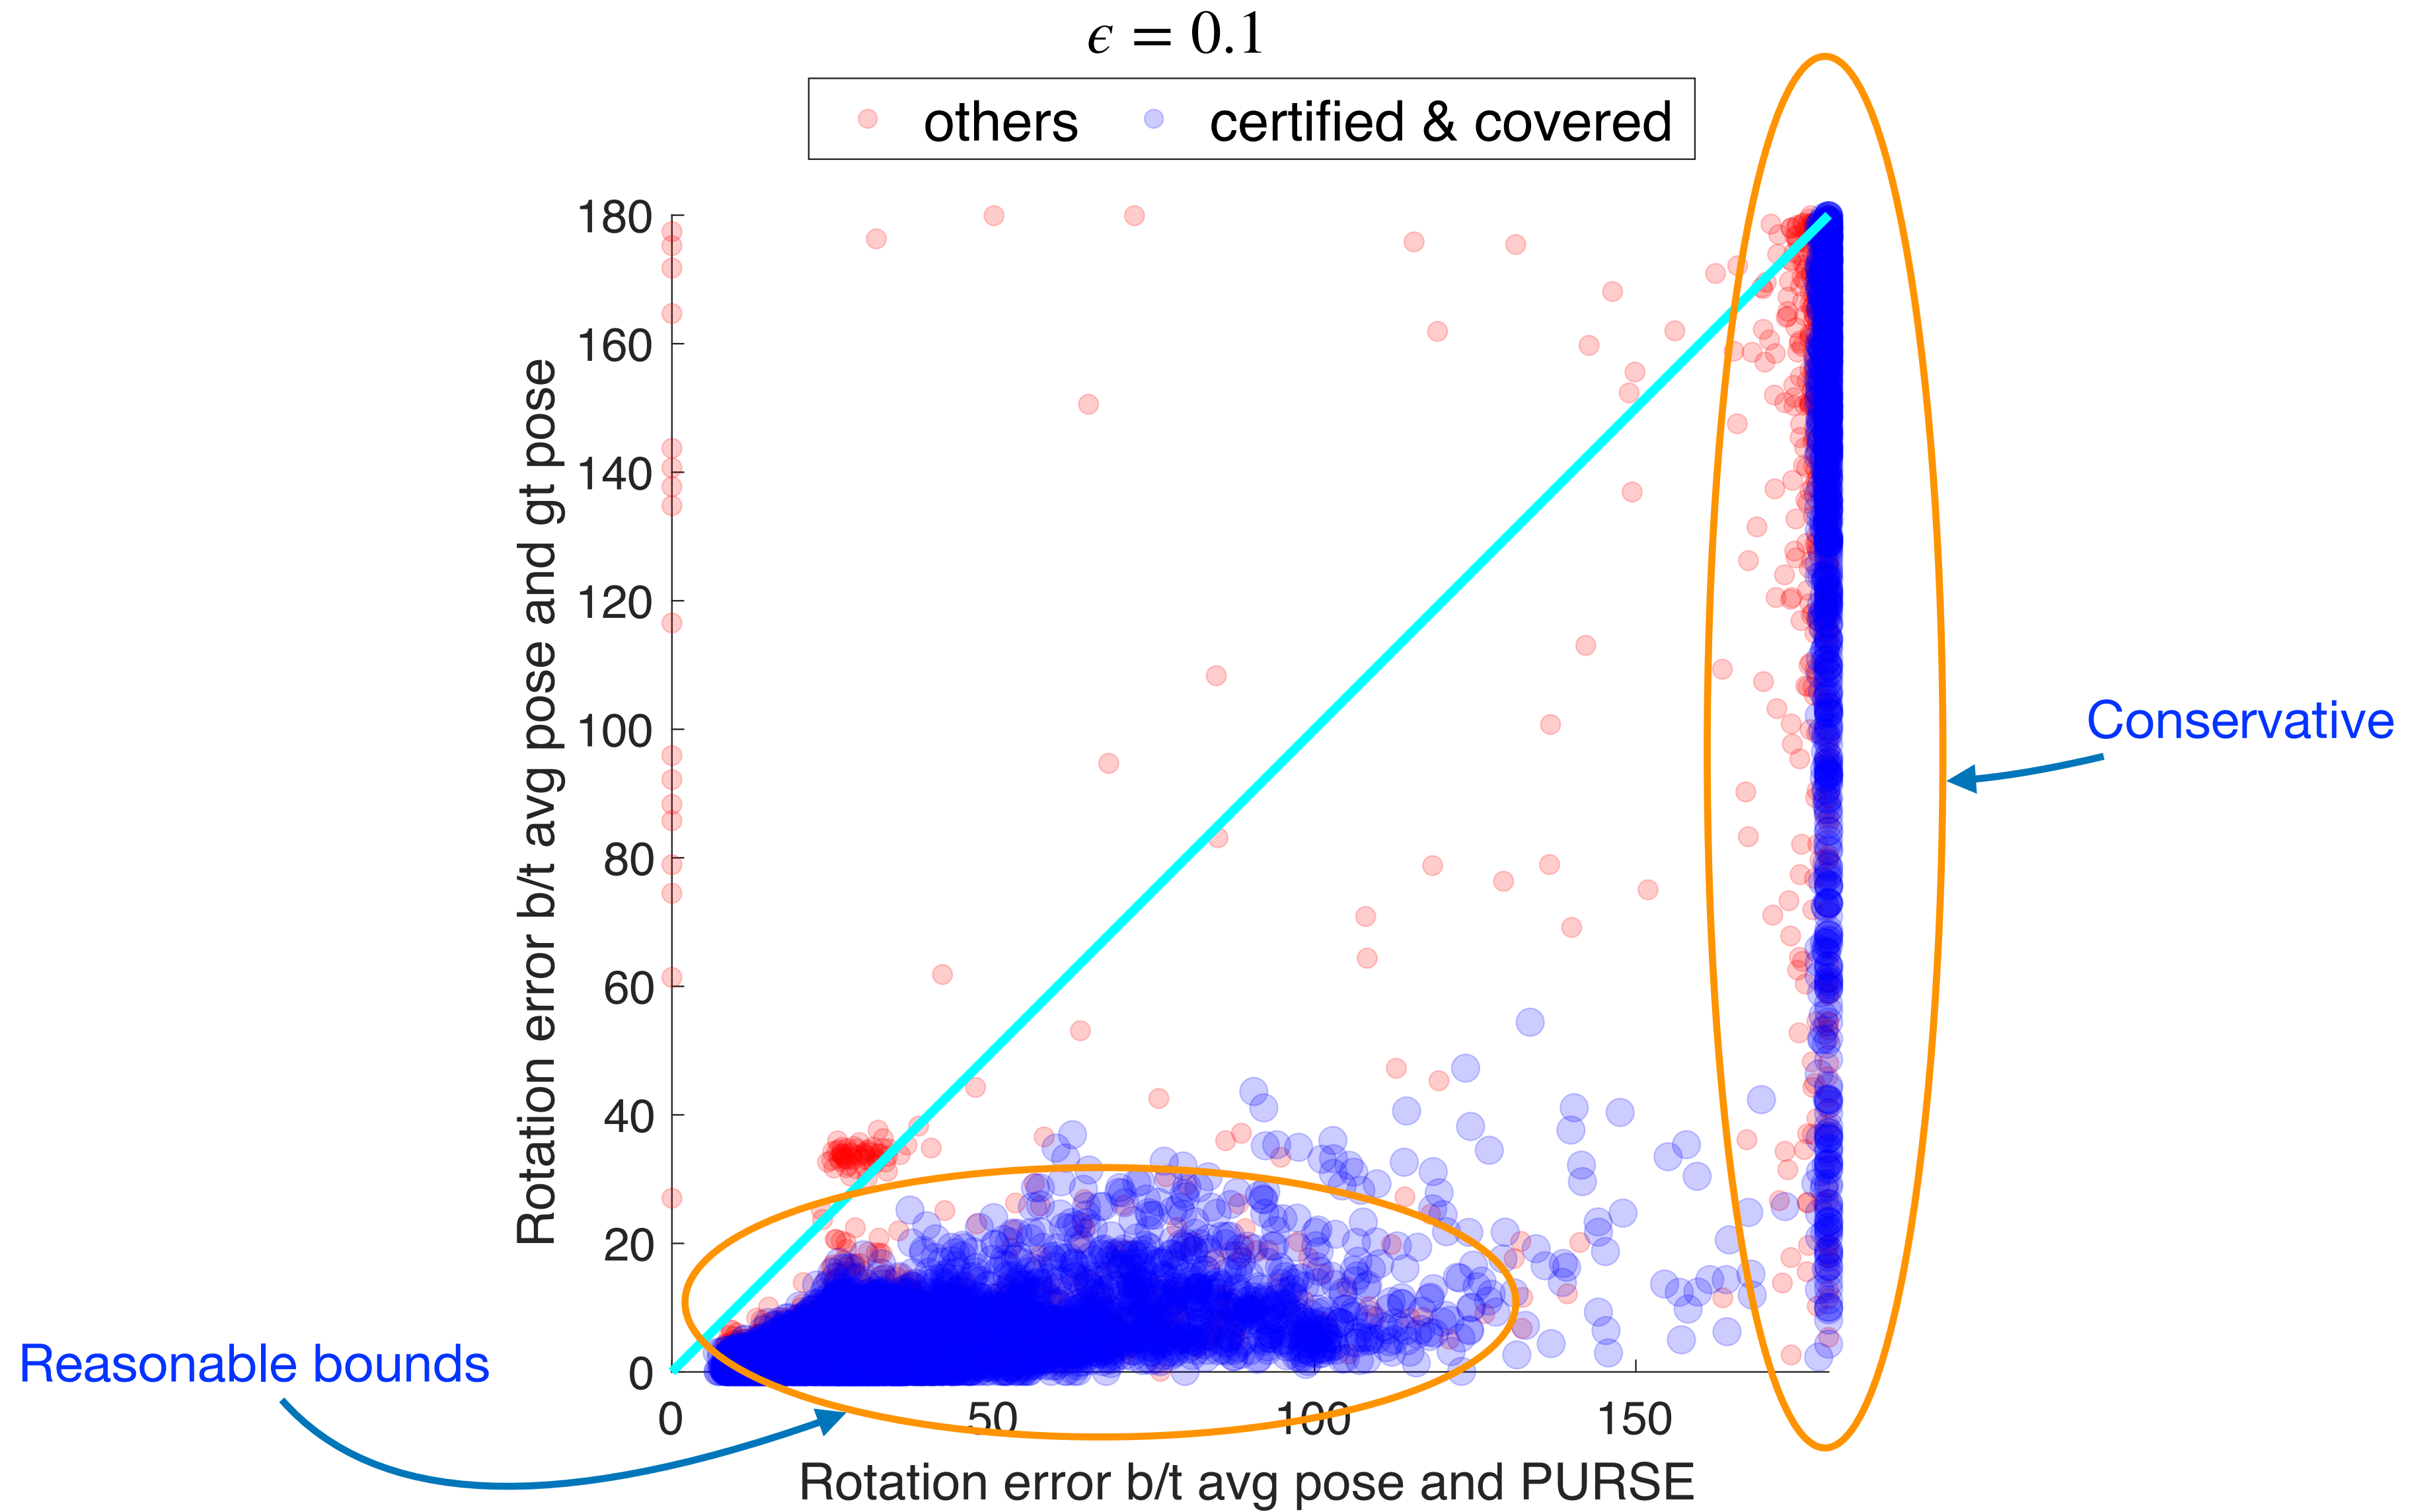 ϵ = 0.1
others certified & covered
Rotation error b/t avg pose and gt pose
180
160
140
120
100
80
60
40
20
0
Conservative
Reasonable bounds
0 50 100 150
Rotation error b/t avg pose and PURSE